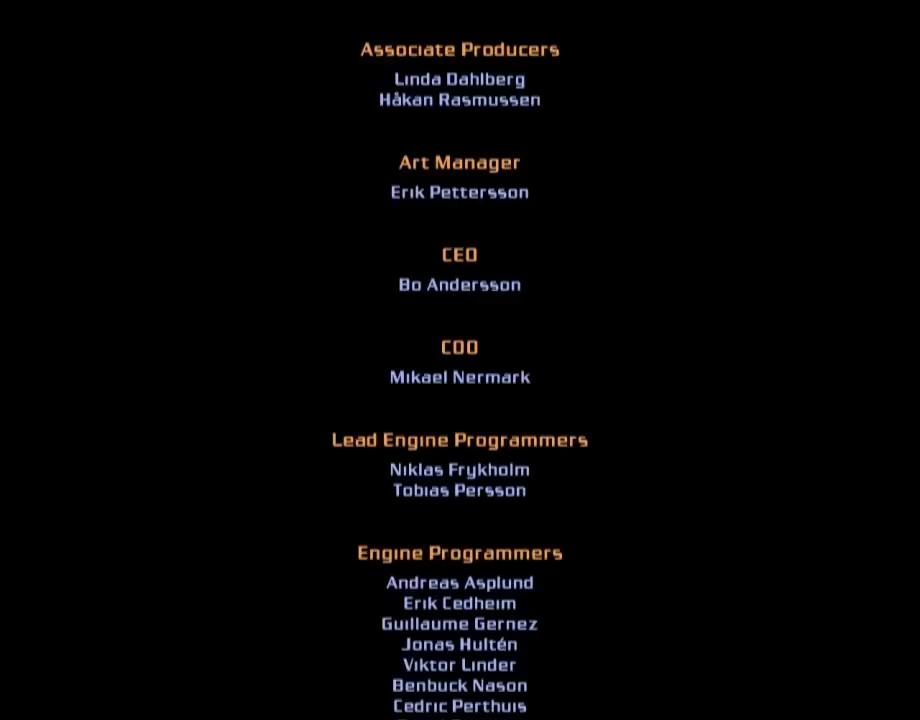 Associate Producers
Linda Dahlberg
Håkan Rasmussen
Art Manager
Erik Pettersson
CEO
Bo Andersson
COO
Mikael Nermark
Lead Engine Programmers
Niklas Frykholm
Tobias Persson
Engine Programmers
Andreas Asplund
Erik Cedheim
Guillaume Gernez
Jonas Hultén
Viktor Linder
Benbuck Nason
Cedric Perthuis